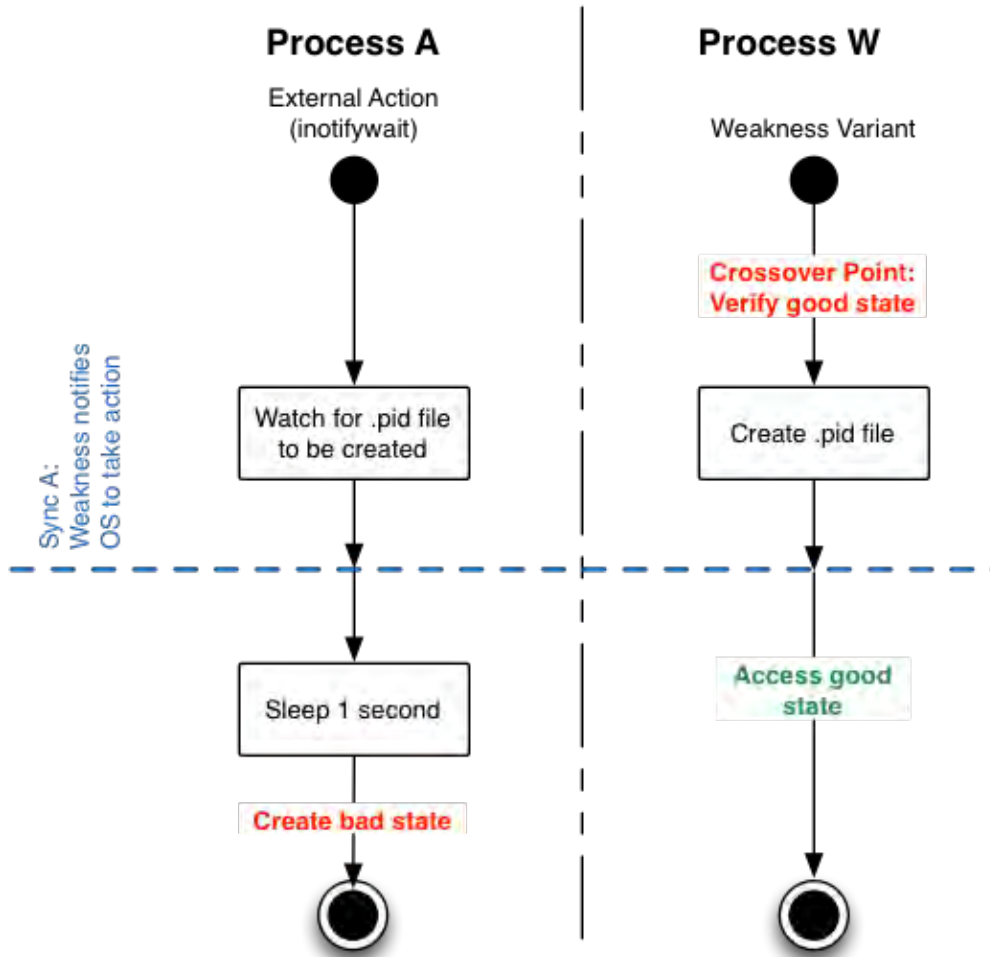 Process A
Process W
External Action
(inotifywait)
Weakness Variant
Crossover Point:
Verify good state
Sync A:
Weakness notifies
OS to take action
Watch for .pid file
to be created
Create .pid file
Sleep 1 second
Access good
state
Create bad state